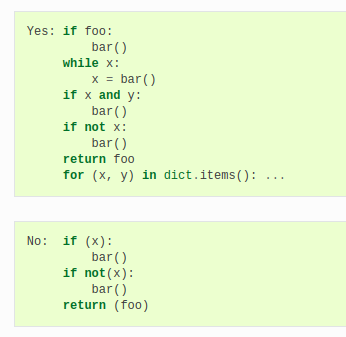 Yes: if foo:
         bar()
     while x:
         x = bar()
     if x and y:
         bar()
     if not x:
         bar()
     return foo
     for (x, y) in dict.items(): ...
No:  if (x):
         bar()
     if not(x):
         bar()
     return (foo)